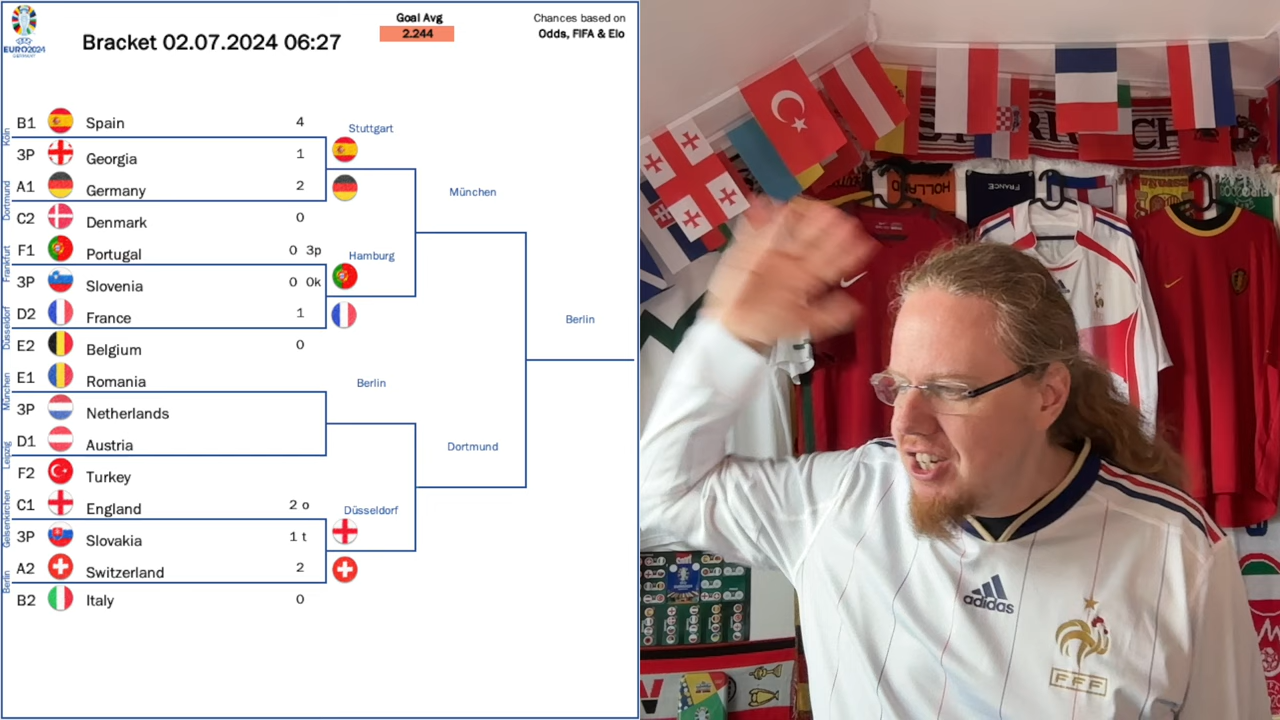 EURO2024
GERMANY
Bracket 02.07.2024 06:27
Goal Avg
2.244
Chances based on
Odds, FIFA & Elo
Köln
B1 Spain 4
3P Georgia 1
Stuttgart
Dortmund
A1 Germany 2
C2 Denmark 0
München
Frankfurt
F1 Portugal 0 3p
3P Slovenia 0 0k
Hamburg
Düsseldorf
D2 France 1
E2 Belgium 0
Berlin
München
E1 Romania
3P Netherlands
Berlin
Leipzig
D1 Austria
F2 Turkey
Dortmund
Gelsenkirchen
C1 England 2 o
3P Slovakia 1 t
Düsseldorf
Berlin
A2 Switzerland 2
B2 Italy 0
HOLLAND
FRANCE
CH
adidas
FFF